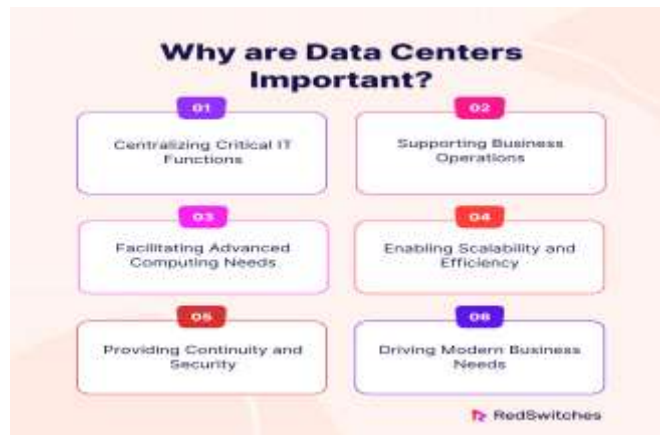 Why are Data Centers
Important?
01
Centralizing Critical IT
Functions
02
Supporting Business
Operations
03
Facilitating Advanced
Computing Needs
04
Enabling Scalability and
Efficiency
05
Providing Continuity and
Security
06
Driving Modern Business
Needs
RedSwitches